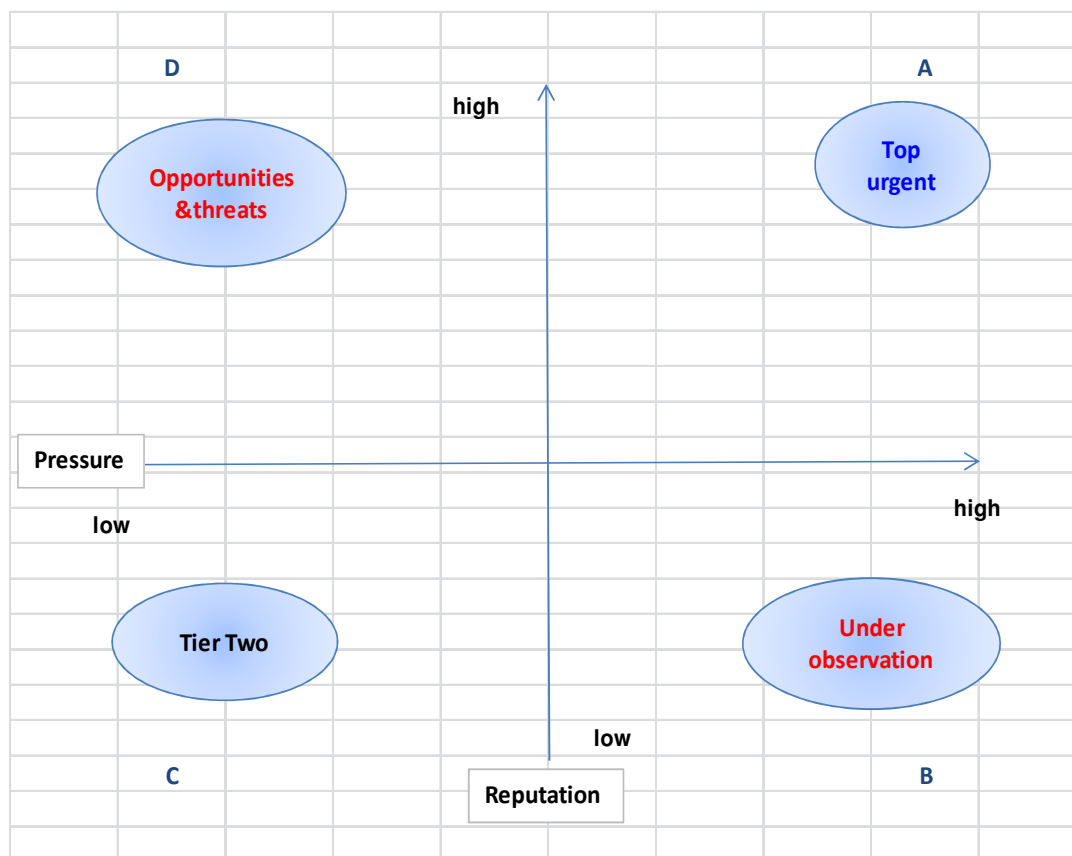 D
A
high
Top
urgent
Opportunities
&threats
Pressure
high
low
Under
observation
Tier Two
low
C
B
Reputation